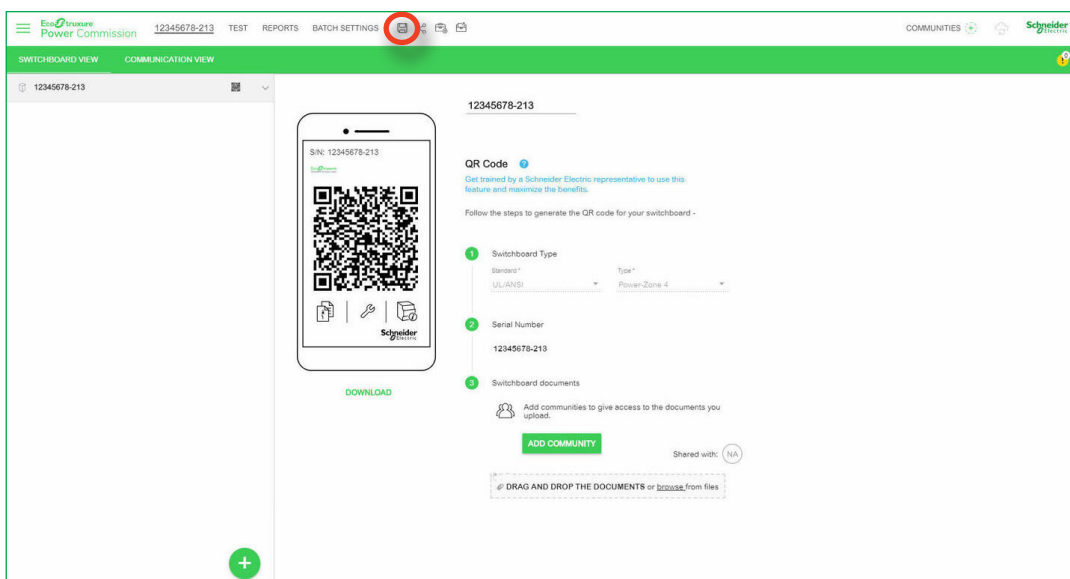 EcoStruxure
Power Commission
12345678-213
TEST
REPORTS
BATCH SETTINGS
COMMUNITIES
Schneider
Electric
SWITCHBOARD VIEW
COMMUNICATION VIEW
12345678-213
S/N: 12345678-213
EcoStruxure
Schneider
Electric
DOWNLOAD
12345678-213
QR Code
Get trained by a Schneider Electric representative to use this
feature and maximize the benefits.
Follow the steps to generate the QR code for your switchboard -
1 Switchboard Type
Standard * Type *
UL/ANSI Power-Zone 4
2 Serial Number
12345678-213
3 Switchboard documents
Add communities to give access to the documents you
upload.
ADD COMMUNITY
Shared with: NA
DRAG AND DROP THE DOCUMENTS or browse from files